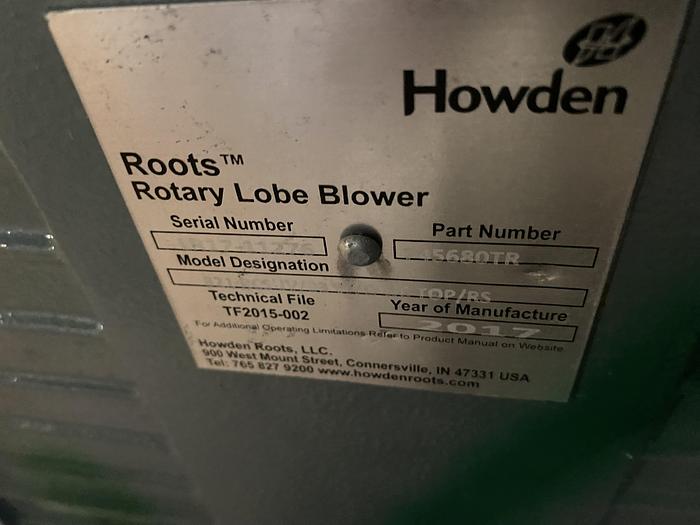 Howden
Roots™
Rotary Lobe Blower
Serial Number
Part Number
Model Designation
TOP/RS
Technical File
TF2015-002
Year of Manufacture
2017
For Additional Operating Limitations Refer to Product Manual on Website
Howden Roots, LLC.
900 West Mount Street, Connersville, IN 47331 USA
Tel: 765 827 9200 www.howdenroots.com